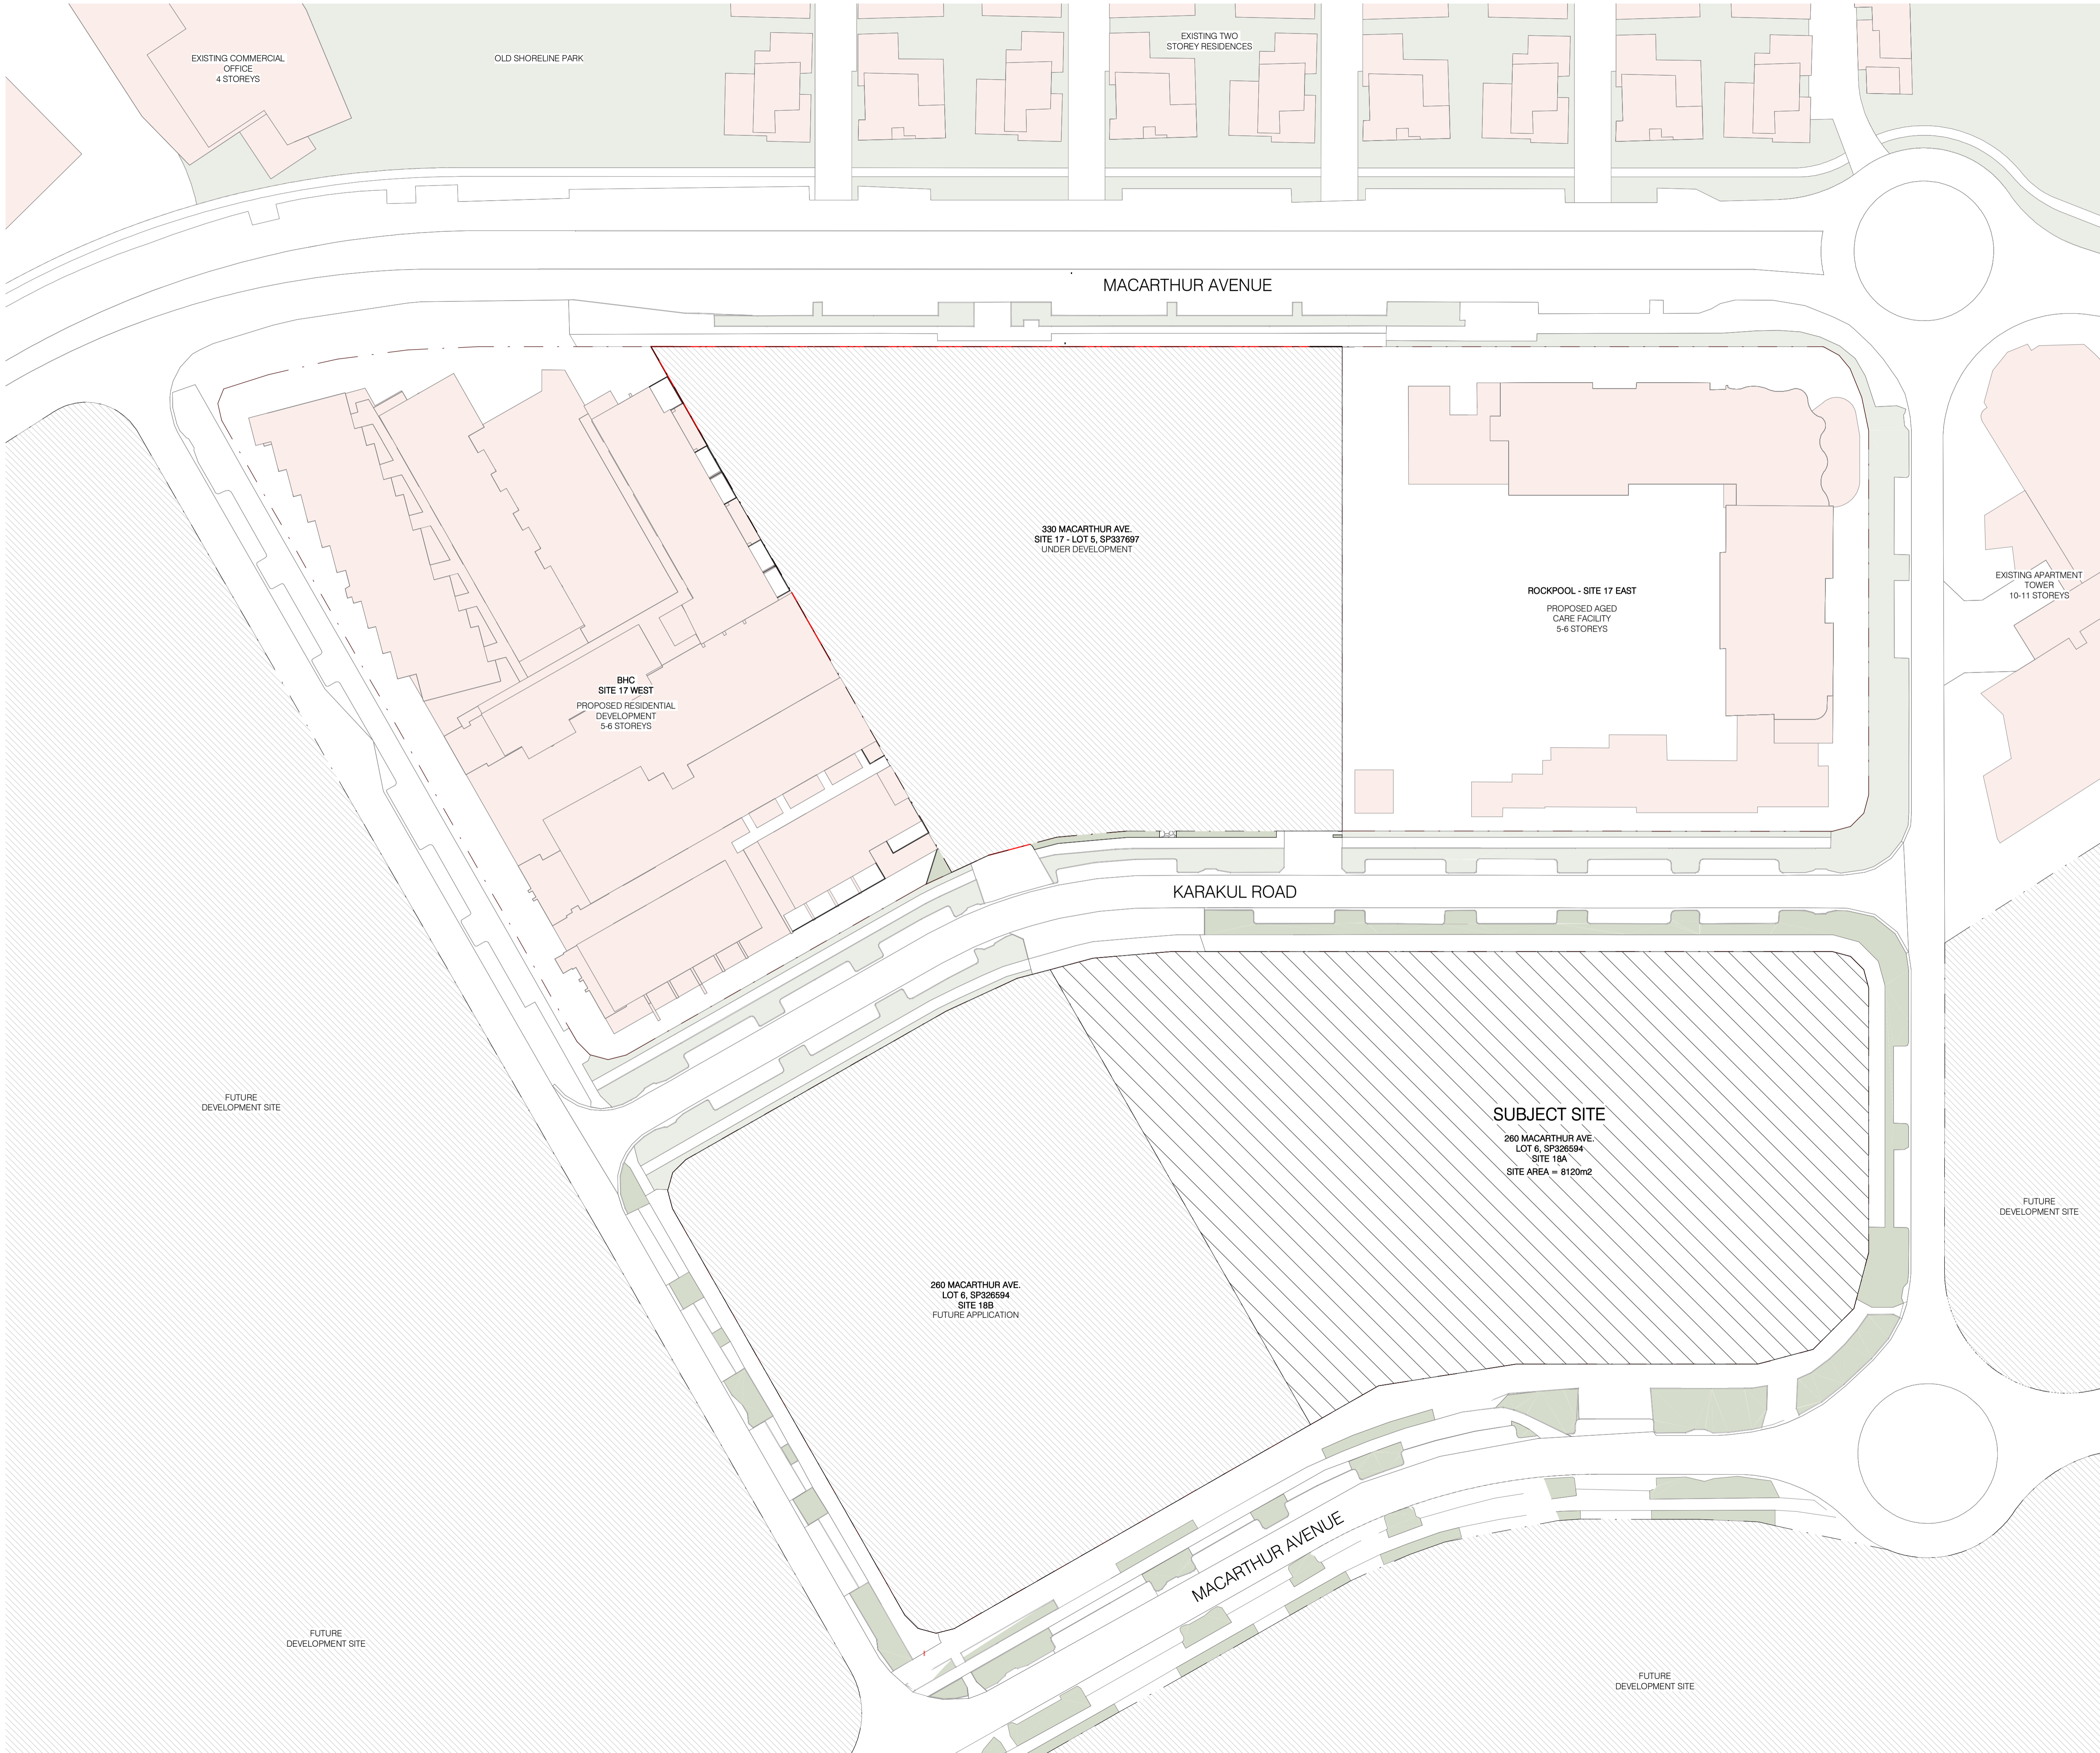 EXISTING COMMERCIAL
OFFICE
4 STOREYS
OLD SHORELINE PARK
EXISTING TWO
STOREY RESIDENCES
MACARTHUR AVENUE
330 MACARTHUR AVE.
SITE 17 - LOT 5, SP337697
UNDER DEVELOPMENT
ROCKPOOL - SITE 17 EAST
PROPOSED AGED
CARE FACILITY
5-6 STOREYS
EXISTING APARTMENT
TOWER
10-11 STOREYS
BHC
SITE 17 WEST
PROPOSED RESIDENTIAL
DEVELOPMENT
5-6 STOREYS
KARAKUL ROAD
FUTURE
DEVELOPMENT SITE
SUBJECT SITE
260 MACARTHUR AVE.
LOT 6, SP326594
SITE 18A
SITE AREA = 8120m2
FUTURE
DEVELOPMENT SITE
260 MACARTHUR AVE.
LOT 6, SP326594
SITE 18B
FUTURE APPLICATION
MACARTHUR AVENUE
FUTURE
DEVELOPMENT SITE
FUTURE
DEVELOPMENT SITE